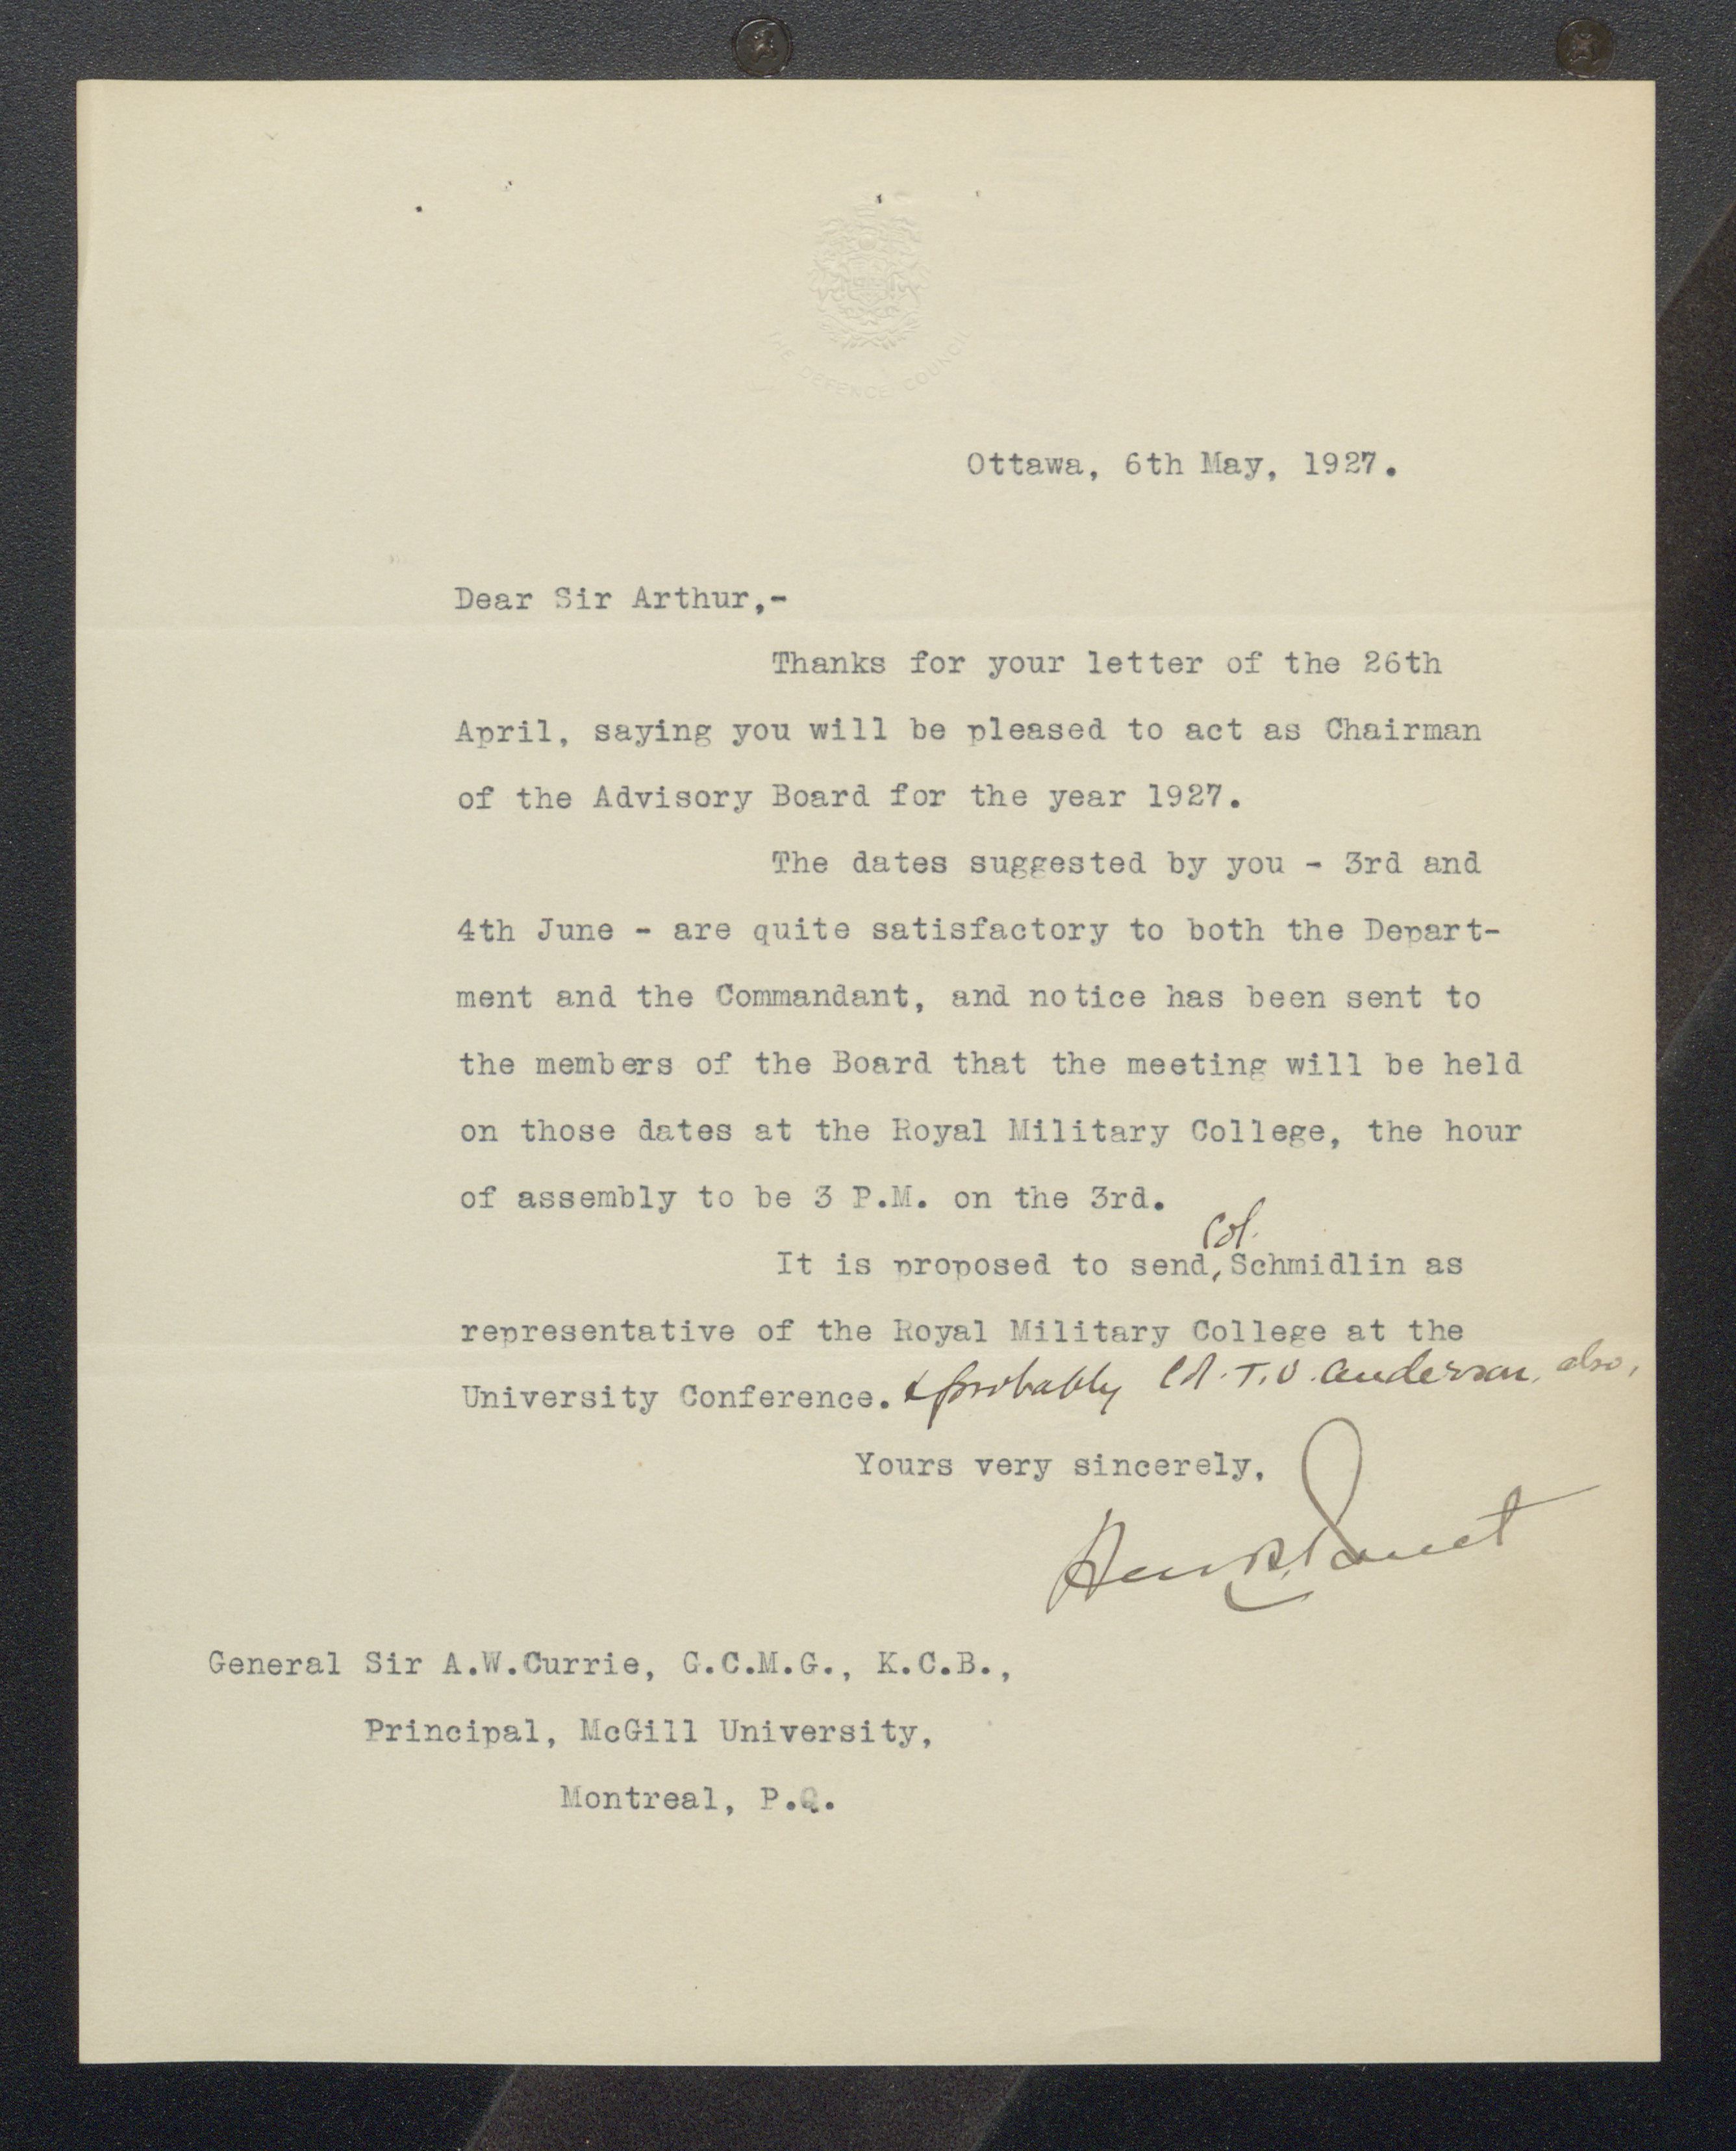 THE DEFENCE COUNCIL
Ottawa, 6th May, 1927.
Dear Sir Arthur,-
Thanks for your letter of the 26th
April, saying you will be pleased to act as Chairman
of the Advisory Board for the year 1927.
The dates suggested by you - 3rd and
4th June - are quite satisfactory to both the Depart-
ment and the Commandant, and notice has been sent to
the members of the Board that the meeting will be held
on those dates at the Royal Military College, the hour
of assembly to be 3 P.M. on the 3rd.
Col.
It is proposed to send, Schmidlin as
representative of the Royal Military College at the
University Conference. & probably Col. T.V. Anderson, also,
Yours very sincerely,
General Sir A.W.Currie, G.C.M.G., K.C.B.,
Principal, McGill University,
Montreal, P.Q.